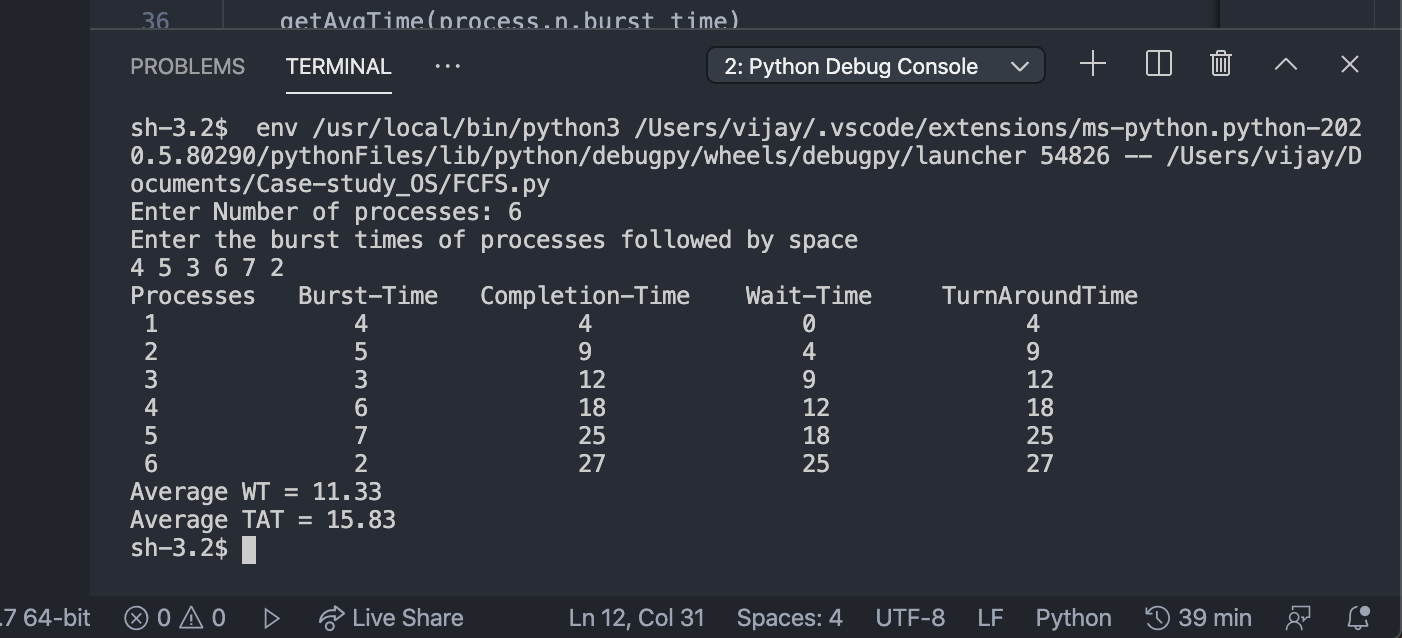 36 getAvgTime(process,n,burst_time)
PROBLEMS TERMINAL ··· 2: Python Debug Console
sh-3.2$  env /usr/local/bin/python3 /Users/vijay/.vscode/extensions/ms-python.python-202
0.5.80290/pythonFiles/lib/python/debugpy/wheels/debugpy/launcher 54826 -- /Users/vijay/D
ocuments/Case-study_OS/FCFS.py
Enter Number of processes: 6
Enter the burst times of processes followed by space
4 5 3 6 7 2
Processes Burst-Time Completion-Time Wait-Time TurnAroundTime
1 4 4 0 4
2 5 9 4 9
3 3 12 9 12
4 6 18 12 18
5 7 25 18 25
6 2 27 25 27
Average WT = 11.33
Average TAT = 15.83
sh-3.2$
.7 64-bit 0 0 Live Share Ln 12, Col 31 Spaces: 4 UTF-8 LF Python 39 min